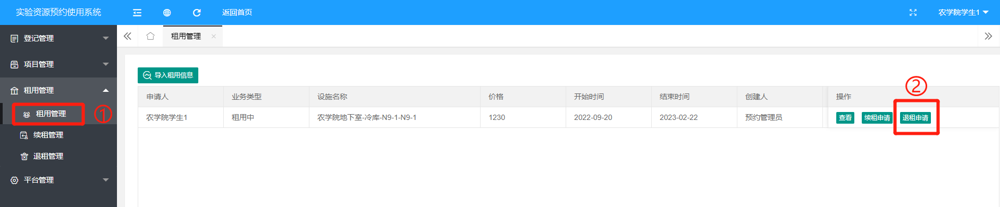 实验资源预约使用系统 返回首页 农学院学生1
登记管理
项目管理
租用管理
租用管理
续租管理
退租管理
平台管理
租用管理
①
②
导入租用信息
申请人 业务类型 设施名称 价格 开始时间 结束时间 创建人 操作
农学院学生1 租用中 农学院地下室-冷库-N9-1-N9-1 1230 2022-09-20 2023-02-22 预约管理员 查看 续租申请 退租申请